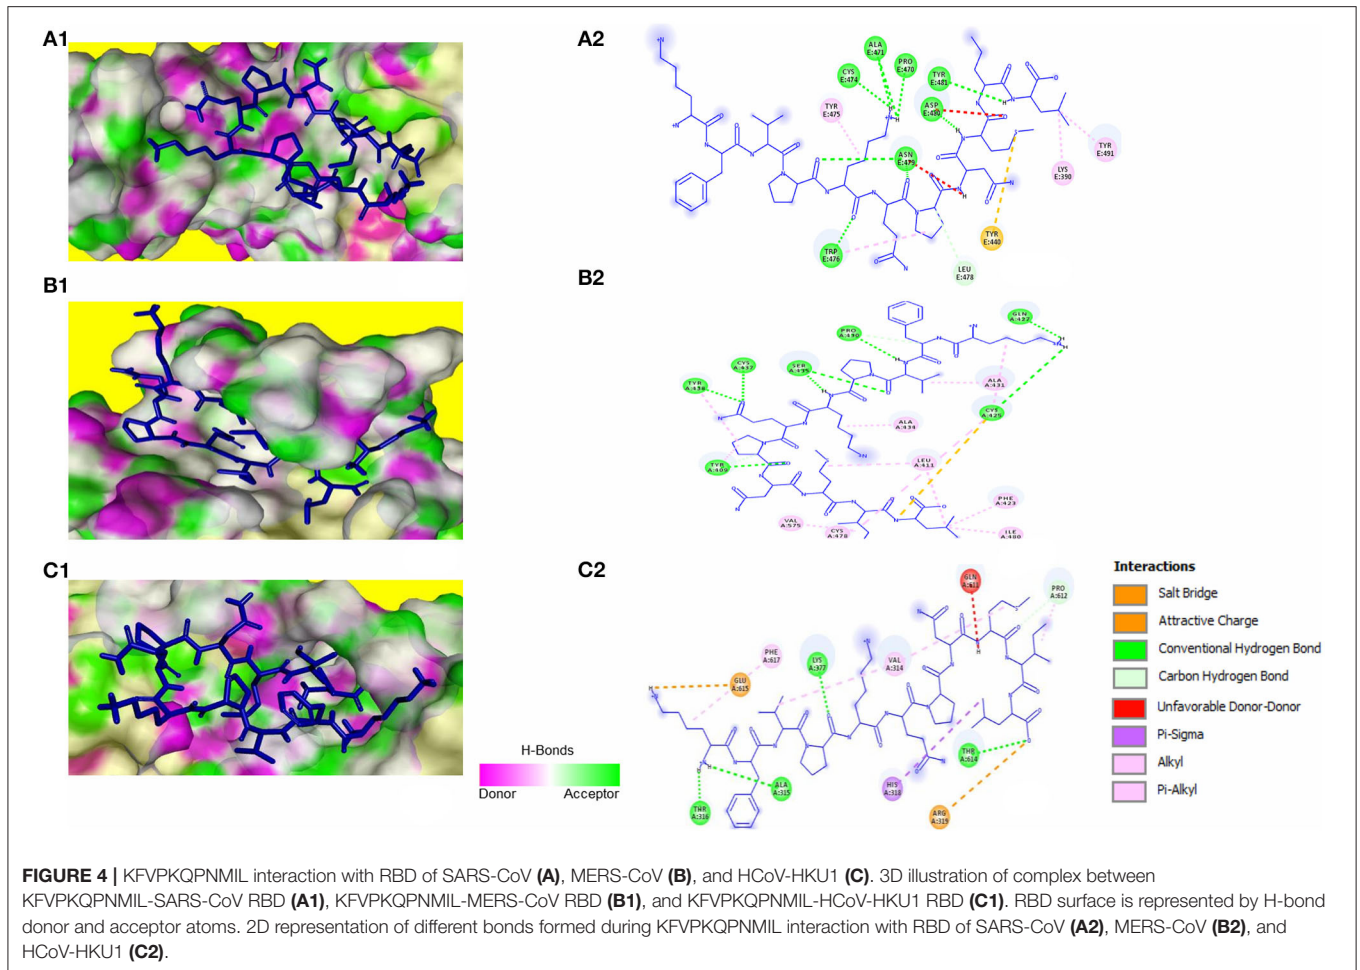 A1
A2
ALA
E:471
PRO
E:470
CYS
E:474
TYR
E:481
ASP
E:480
TYR
E:475
ASN
E:479
TYR
E:491
LYS
E:390
TYR
E:440
TRP
E:476
LEU
E:478
B1
B2
GLN
A:427
PRO
A:430
CYS
A:437
SER
TYR
A:438
ALA
A:431
CYS
A:425
ALA
A:434
LEU
A:411
TYR
A:409
PHE
A:423
VAL
A:575
CYS
A:478
ILE
A:480
C1
C2
GLN
A:611
PRO
A:612
PHE
A:617
LYS
A:377
VAL
A:314
GLU
A:615
THR
A:614
ALA
A:315
HIS
A:313
THR
A:316
ARG
A:319
H-Bonds
Donor Acceptor
Interactions
Salt Bridge
Attractive Charge
Conventional Hydrogen Bond
Carbon Hydrogen Bond
Unfavorable Donor-Donor
Pi-Sigma
Alkyl
Pi-Alkyl
FIGURE 4 | KFVPKQPNMIL interaction with RBD of SARS-CoV (A), MERS-CoV (B), and HCoV-HKU1 (C). 3D illustration of complex between
KFVPKQPNMIL-SARS-CoV RBD (A1), KFVPKQPNMIL-MERS-CoV RBD (B1), and KFVPKQPNMIL-HCoV-HKU1 RBD (C1). RBD surface is represented by H-bond
donor and acceptor atoms. 2D representation of different bonds formed during KFVPKQPNMIL interaction with RBD of SARS-CoV (A2), MERS-CoV (B2), and
HCoV-HKU1 (C2).